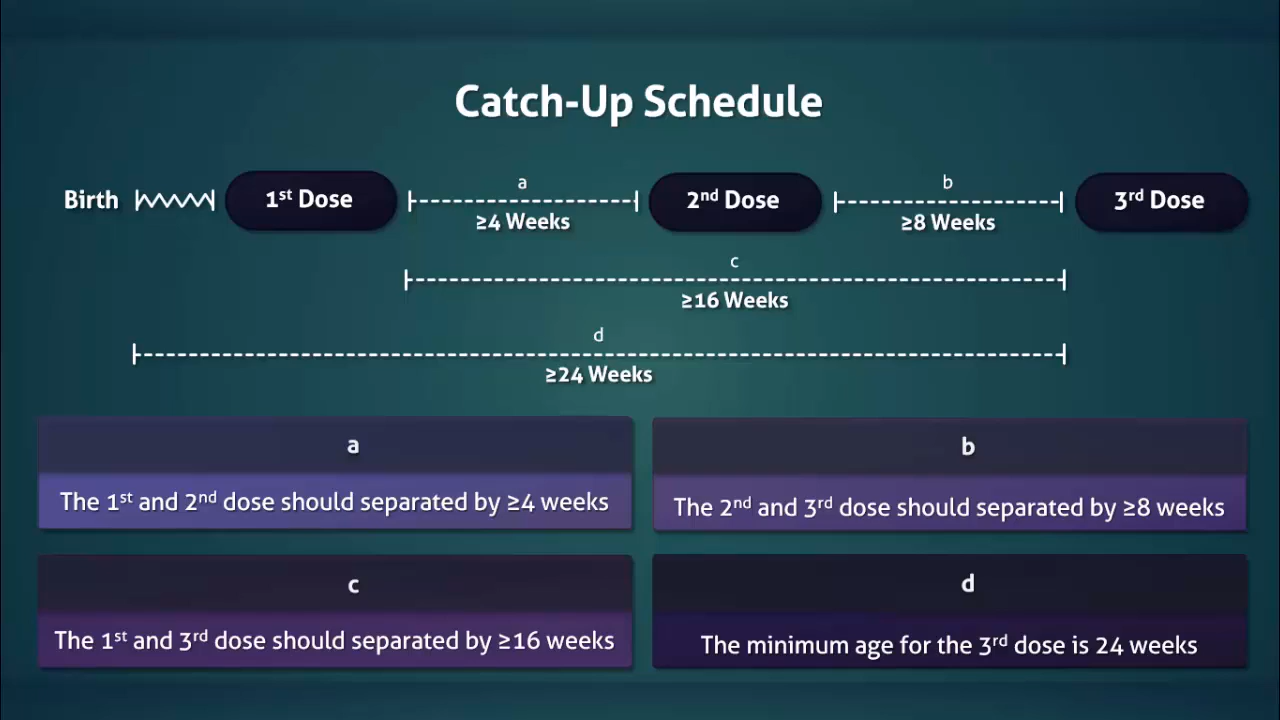 Catch-Up Schedule
Birth 1st Dose a 2nd Dose b 3rd Dose
≥4 Weeks ≥8 Weeks
c
≥16 Weeks
d
≥24 Weeks
a
The 1st and 2nd dose should separated by ≥4 weeks
b
The 2nd and 3rd dose should separated by ≥8 weeks
c
The 1st and 3rd dose should separated by ≥16 weeks
d
The minimum age for the 3rd dose is 24 weeks